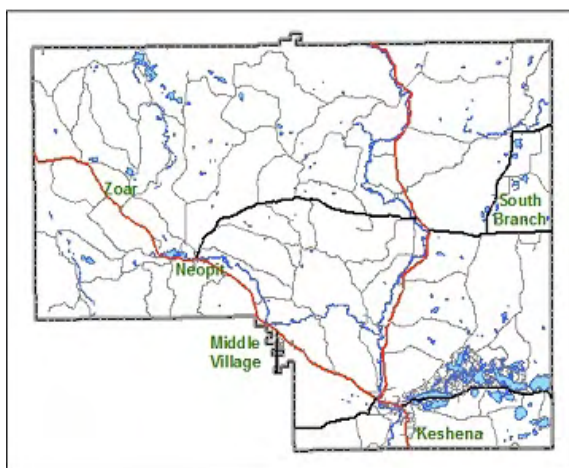 Zoar
South
Branch
Neopit
Middle
Village
Keshena